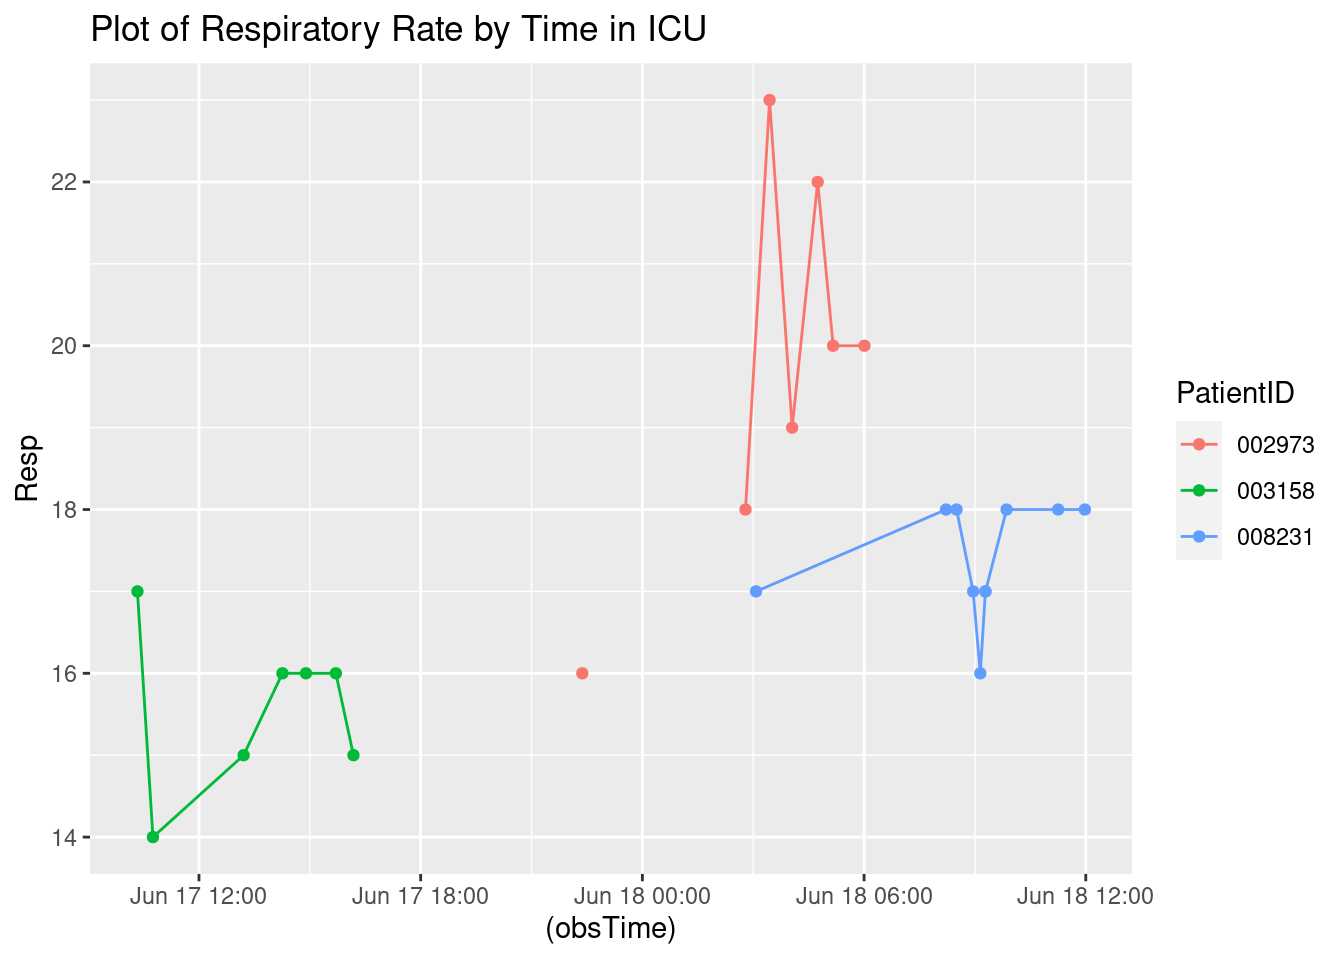 Plot of Respiratory Rate by Time in ICU
Resp
22
20
18
16
14
Jun 17 12:00
Jun 17 18:00
Jun 18 00:00
Jun 18 06:00
Jun 18 12:00
(obsTime)
PatientID
002973
003158
008231